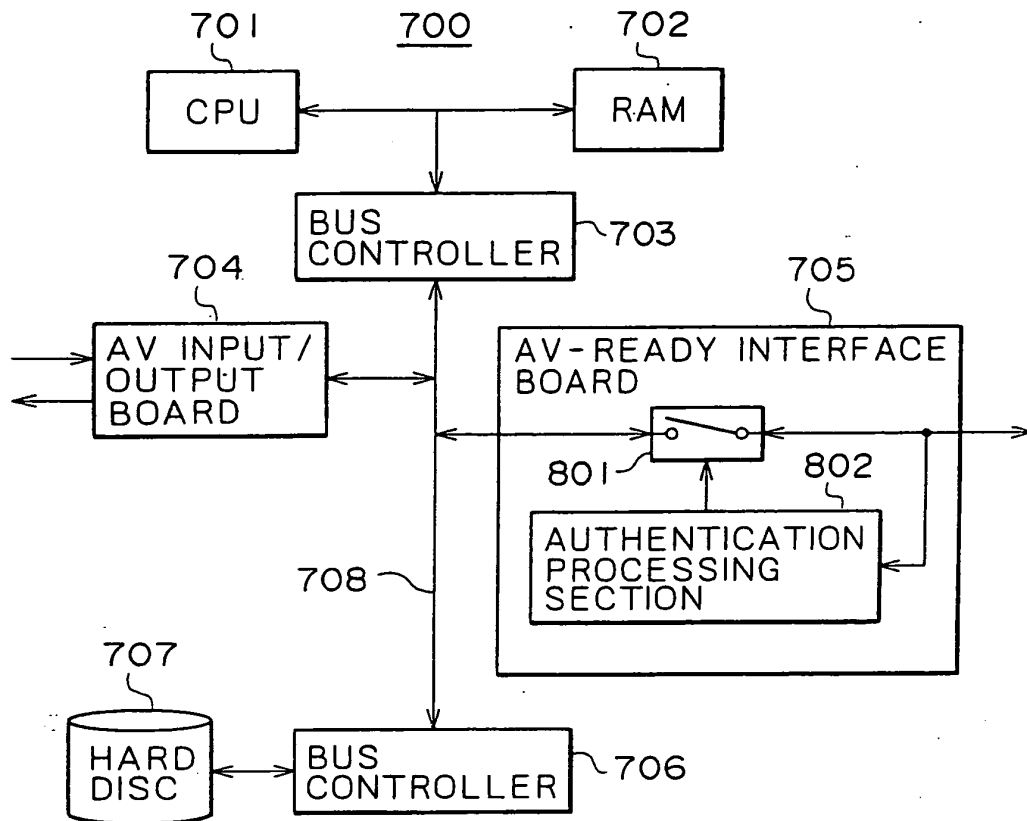 701
700
702
CPU
RAM
BUS
CONTROLLER
703
704
705
AV INPUT/
OUTPUT
BOARD
AV-READY INTERFACE
BOARD
801
802
AUTHENTICATION
PROCESSING
SECTION
708
707
HARD
DISC
BUS
CONTROLLER
706